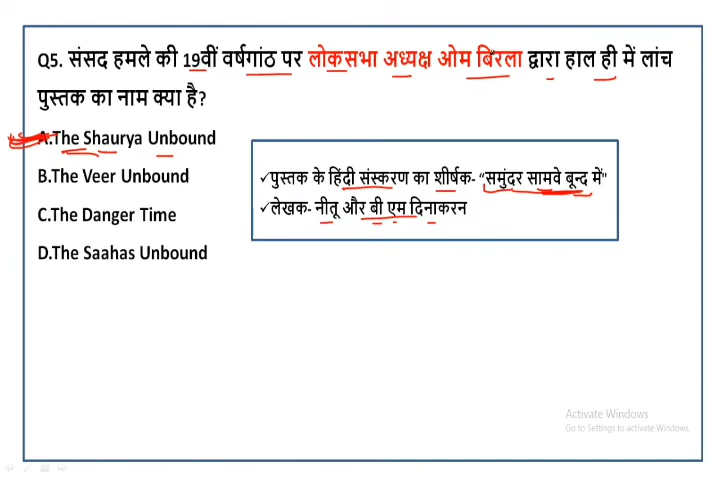 Q5. संसद हमले की 19वीं वर्षगांठ पर लोकसभा अध्यक्ष ओम बिरला द्वारा हाल ही में लांच
पुस्तक का नाम क्या है?
A.The Shaurya Unbound
B.The Veer Unbound
C.The Danger Time
D.The Saahas Unbound
✓पुस्तक के हिंदी संस्करण का शीर्षक- “समुंदर सामवे बून्द में"
✓लेखक- नीतू और बी एम दिनाकरन
Activate Windows
Go to Settings to activate Windows.